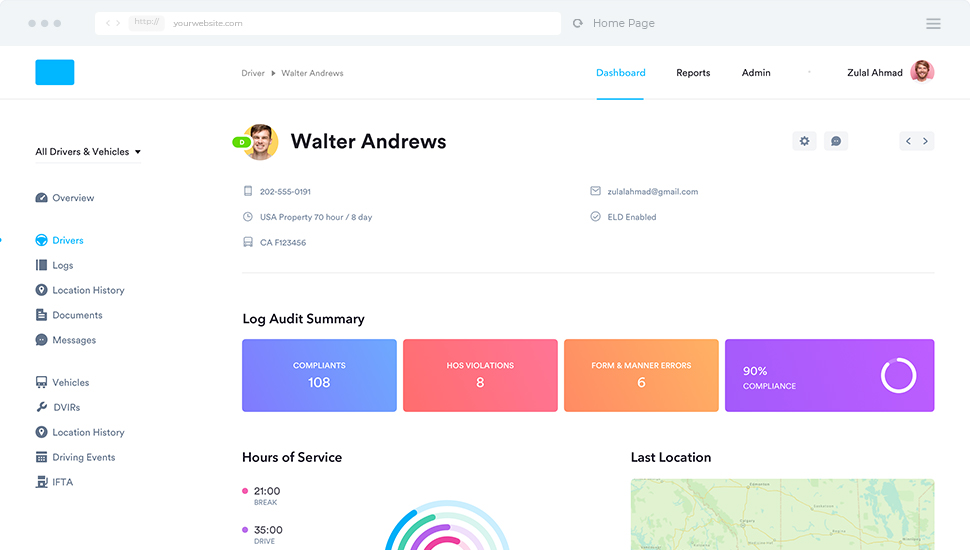 http://
yourwebsite.com
Home Page
Driver
Walter Andrews
Dashboard
Reports
Admin
Zulal Ahmad
All Drivers & Vehicles
Overview
Drivers
Logs
Location History
Documents
Messages
Vehicles
DVIRs
Location History
Driving Events
IFTA
D
Walter Andrews
202-555-0191
zulalahmad@gmail.com
USA Property 70 hour / 8 day
ELD Enabled
CA F123456
Log Audit Summary
COMPLIANTS
108
HOS VIOLATIONS
8
FORM & MANNER ERRORS
6
90%
COMPLIANCE
Hours of Service
21:00
BREAK
35:00
DRIVE
Last Location
Calgary
Regina